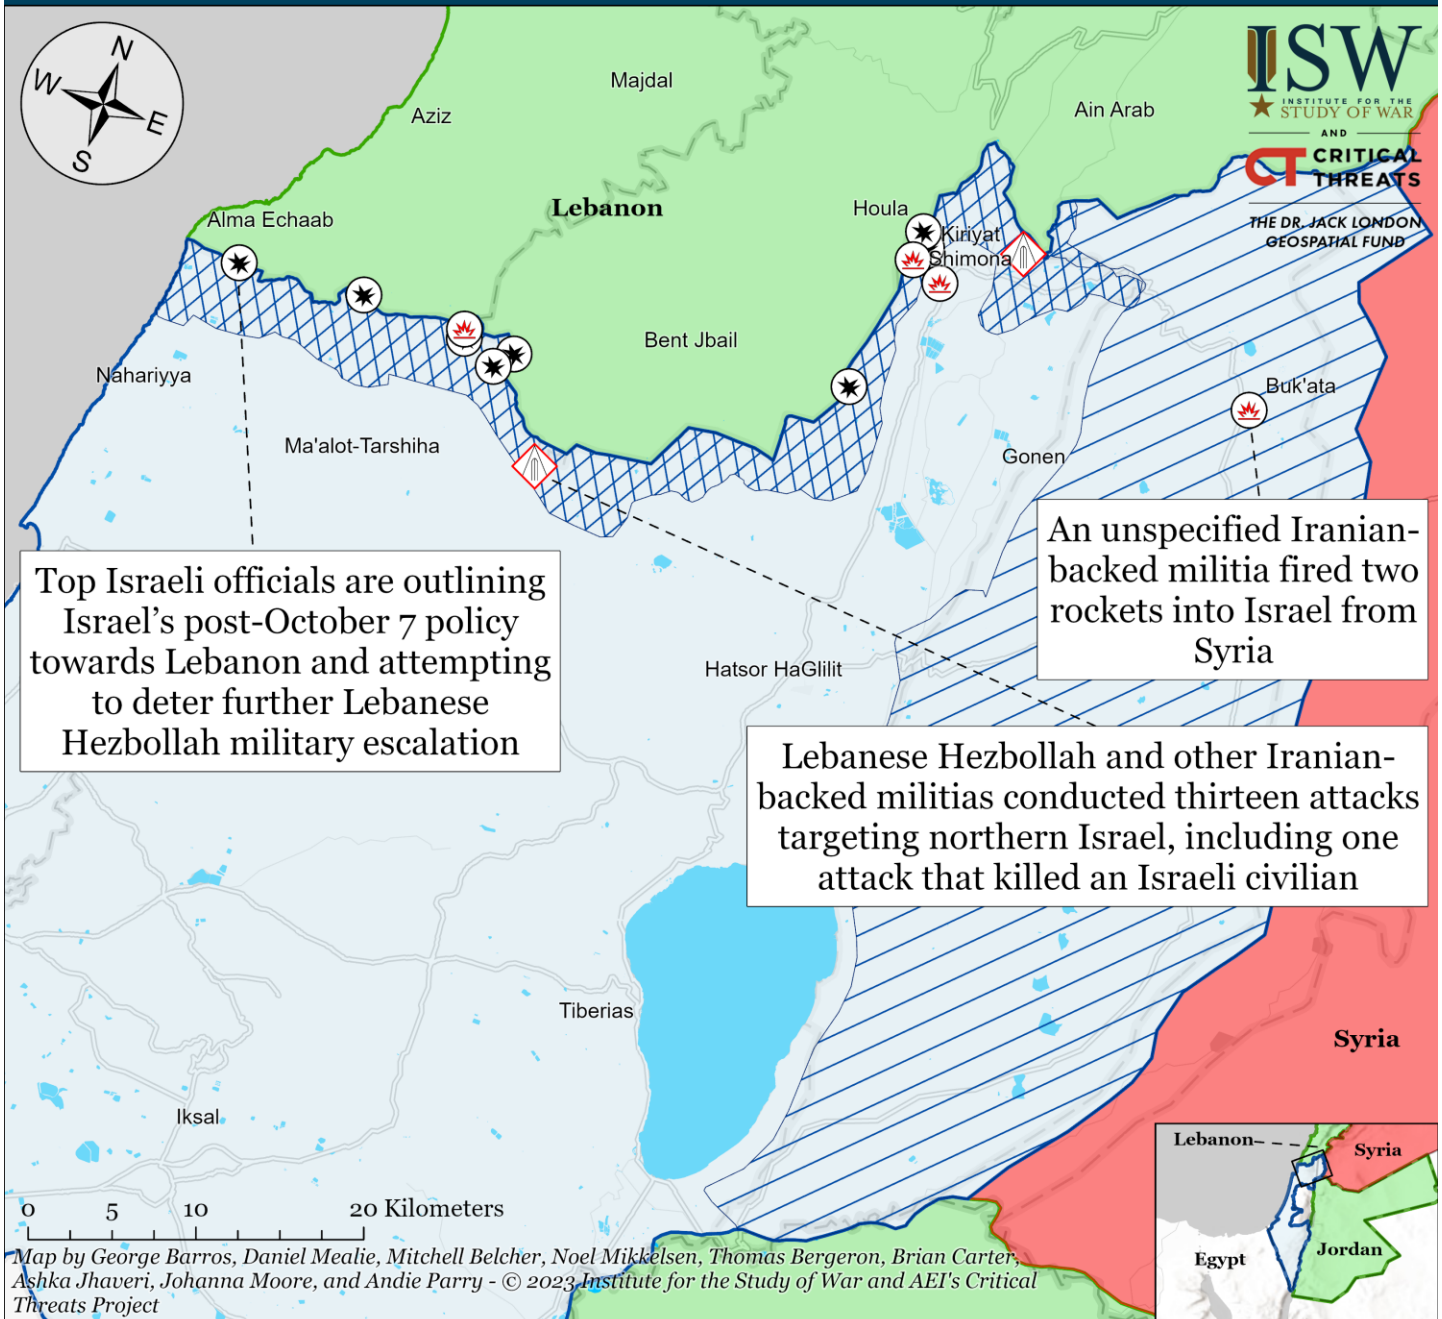 N
W
E
S
Majdal
Aziz
Ain Arab
ISW
INSTITUTE FOR THE
STUDY OF WAR
AND
CT CRITICAL
THREATS
THE DR. JACK LONDON
GEOSPATIAL FUND
Alma Echaab
Lebanon
Houla
Kiriyat
Shimona
Bent Jbail
Nahariyya
Buk'ata
Ma'alot-Tarshiha
Gonen
An unspecified Iranian-
backed militia fired two
rockets into Israel from
Syria
Top Israeli officials are outlining
Israel's post-October 7 policy
towards Lebanon and attempting
to deter further Lebanese
Hezbollah military escalation
Hatsor HaGlilit
Lebanese Hezbollah and other Iranian-
backed militias conducted thirteen attacks
targeting northern Israel, including one
attack that killed an Israeli civilian
Tiberias
Syria
Iksal
Lebanon
Syria
Egypt
Jordan
0 5 10 20 Kilometers
Map by George Barros, Daniel Mealie, Mitchell Belcher, Noel Mikkelsen, Thomas Bergeron, Brian Carter,
Ashka Jhaveri, Johanna Moore, and Andie Parry - © 2023 Institute for the Study of War and AEI's Critical
Threats Project